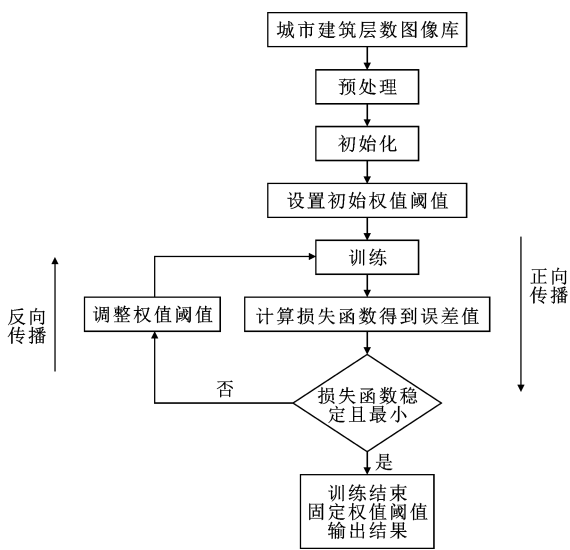 城市建筑层数图像库
预处理
初始化
设置初始权值阈值
训练
正向
传播
反向
传播
调整权值阈值
计算损失函数得到误差值
否
损失函数稳
定且最小
是
训练结束
固定权值阈值
输出结果